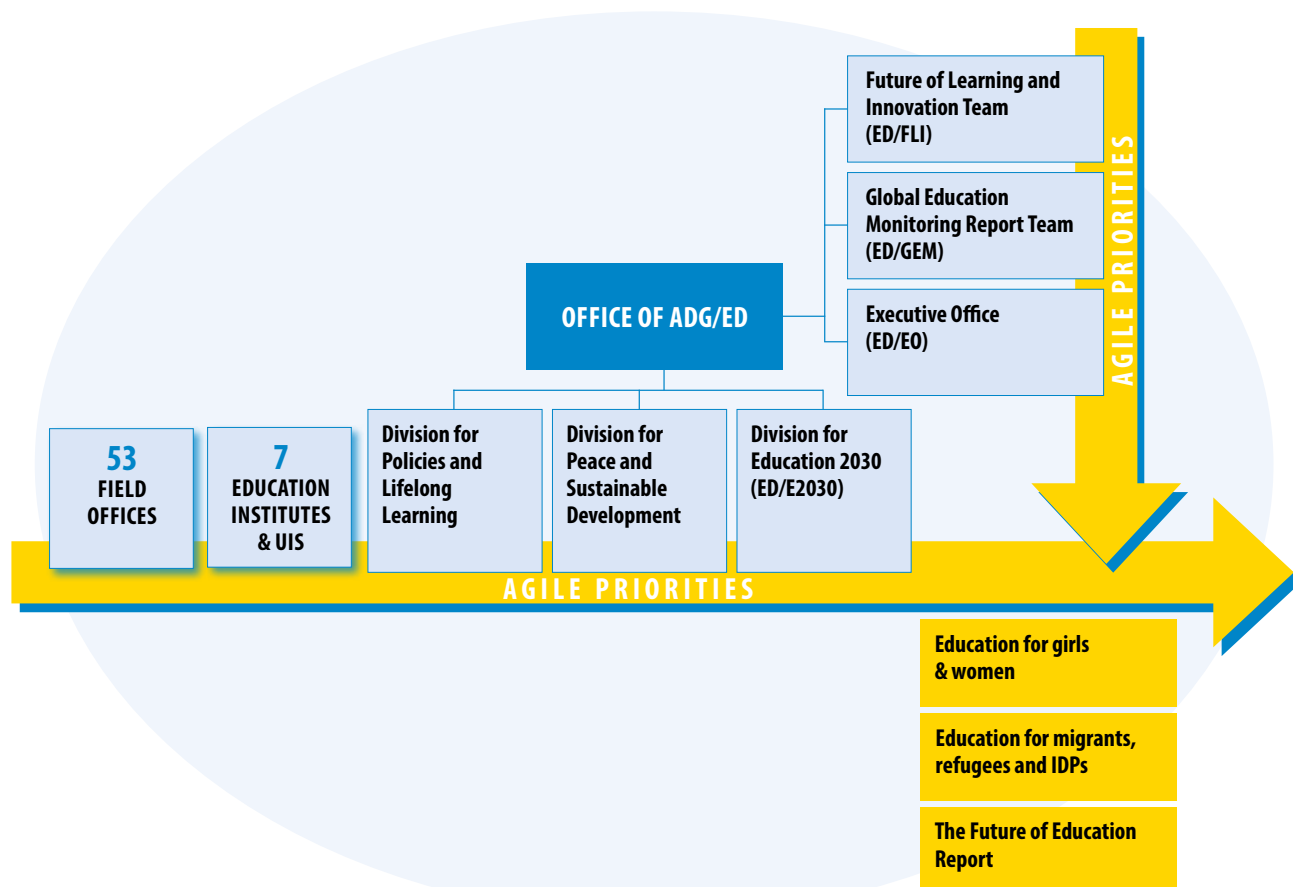 Future of Learning and
Innovation Team
(ED/FLI)
Global Education
Monitoring Report Team
(ED/GEM)
Executive Office
(ED/EO)
AGILE PRIORITIES
OFFICE OF ADG/ED
53
FIELD
OFFICES
7
EDUCATION
INSTITUTES
& UIS
Division for
Policies and
Lifelong
Learning
Division for
Peace and
Sustainable
Development
Division for
Education 2030
(ED/E2030)
AGILE PRIORITIES
Education for girls
& women
Education for migrants,
refugees and IDPs
The Future of Education
Report